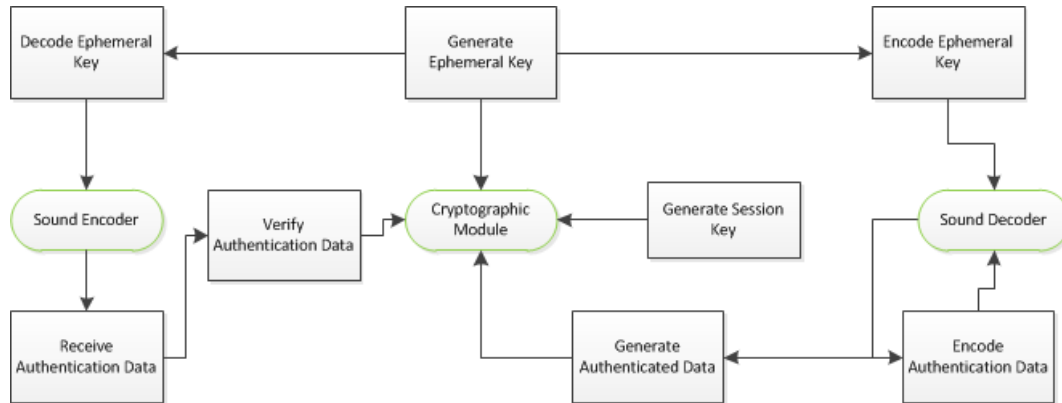 Decode Ephemeral
Key
Generate
Ephemeral Key
Encode Ephemeral
Key
Sound Encoder
Verify
Authentication Data
Cryptographic
Module
Generate Session
Key
Sound Decoder
Receive
Authentication Data
Generate
Authenticated Data
Encode
Authentication Data